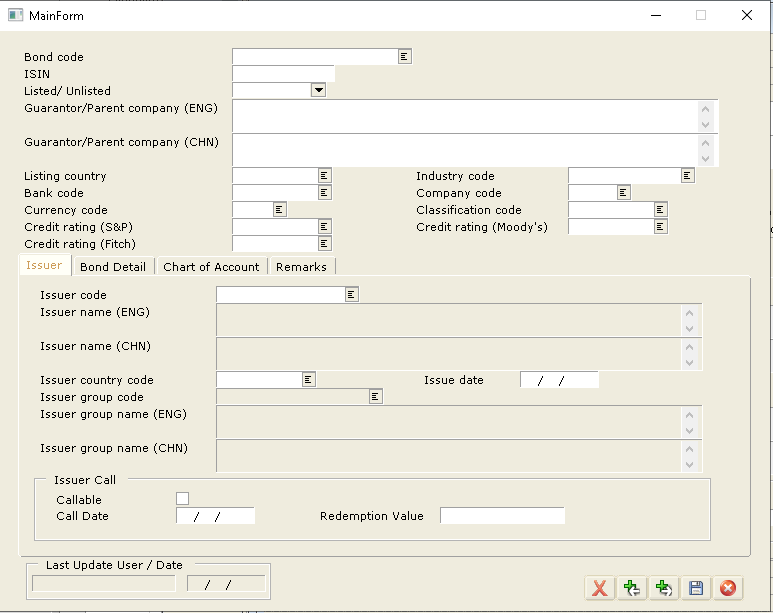 MainForm
Bond code
ISIN
Listed/ Unlisted
Guarantor/Parent company (ENG)
Guarantor/Parent company (CHN)
Listing country
Industry code
Bank code
Company code
Currency code
Classification code
Credit rating (S&P)
Credit rating (Moody's)
Credit rating (Fitch)
Issuer Bond Detail Chart of Account Remarks
Issuer code
Issuer name (ENG)
Issuer name (CHN)
Issuer country code
Issue date / /
Issuer group code
Issuer group name (ENG)
Issuer group name (CHN)
Issuer Call
Callable
Call Date / /
Redemption Value
Last Update User / Date
/ /